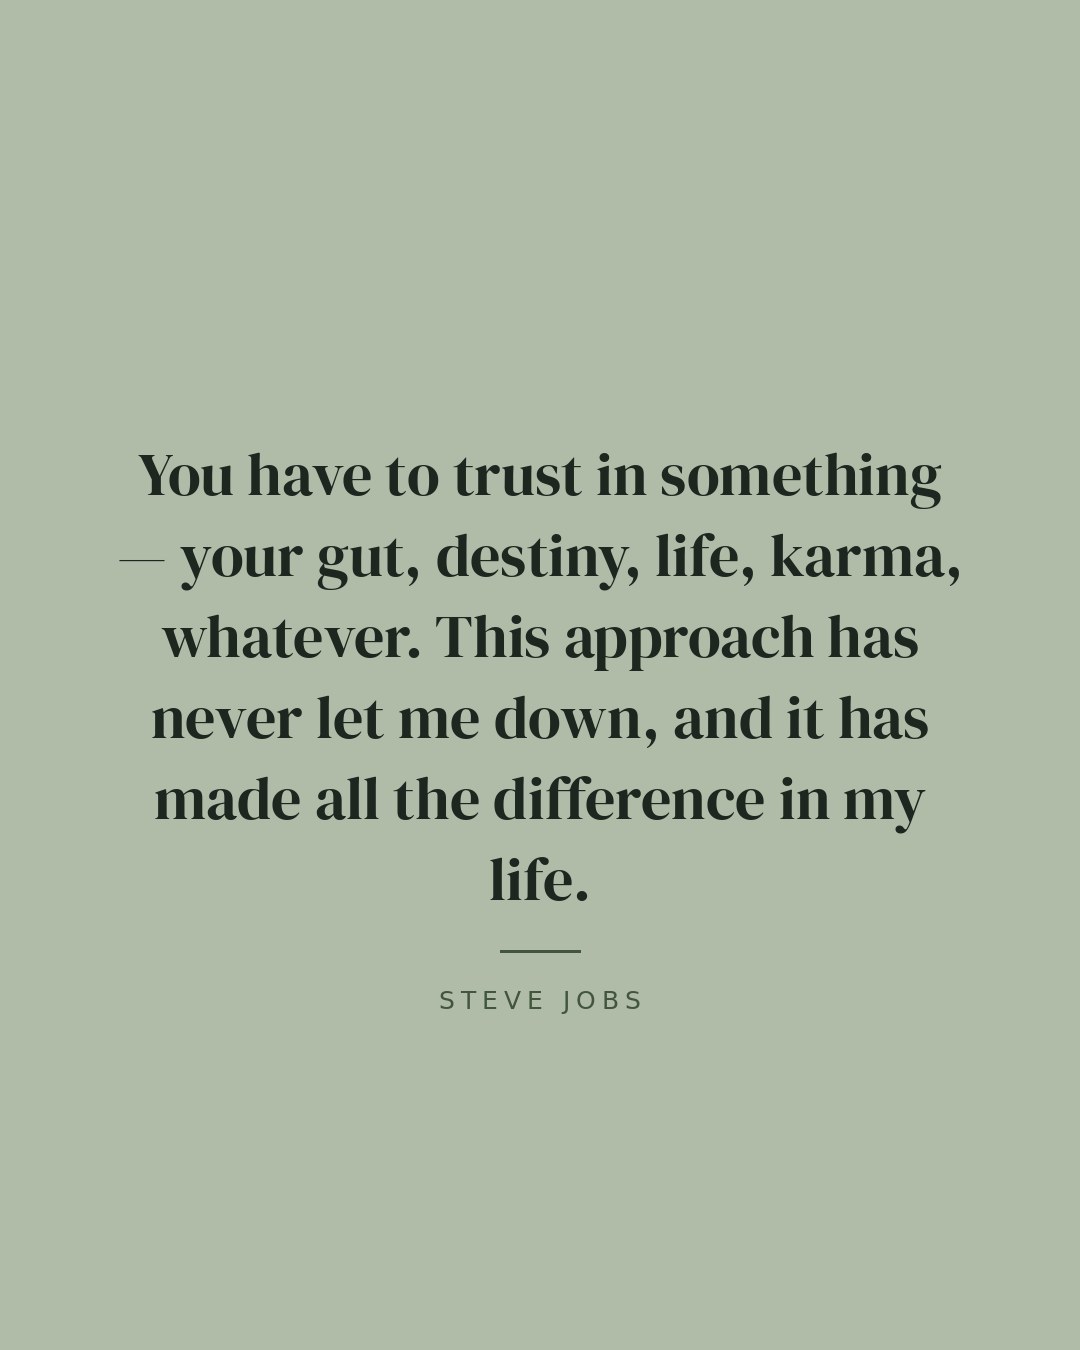 You have to trust in something
— your gut, destiny, life, karma,
whatever. This approach has
never let me down, and it has
made all the difference in my
life.
STEVE JOBS